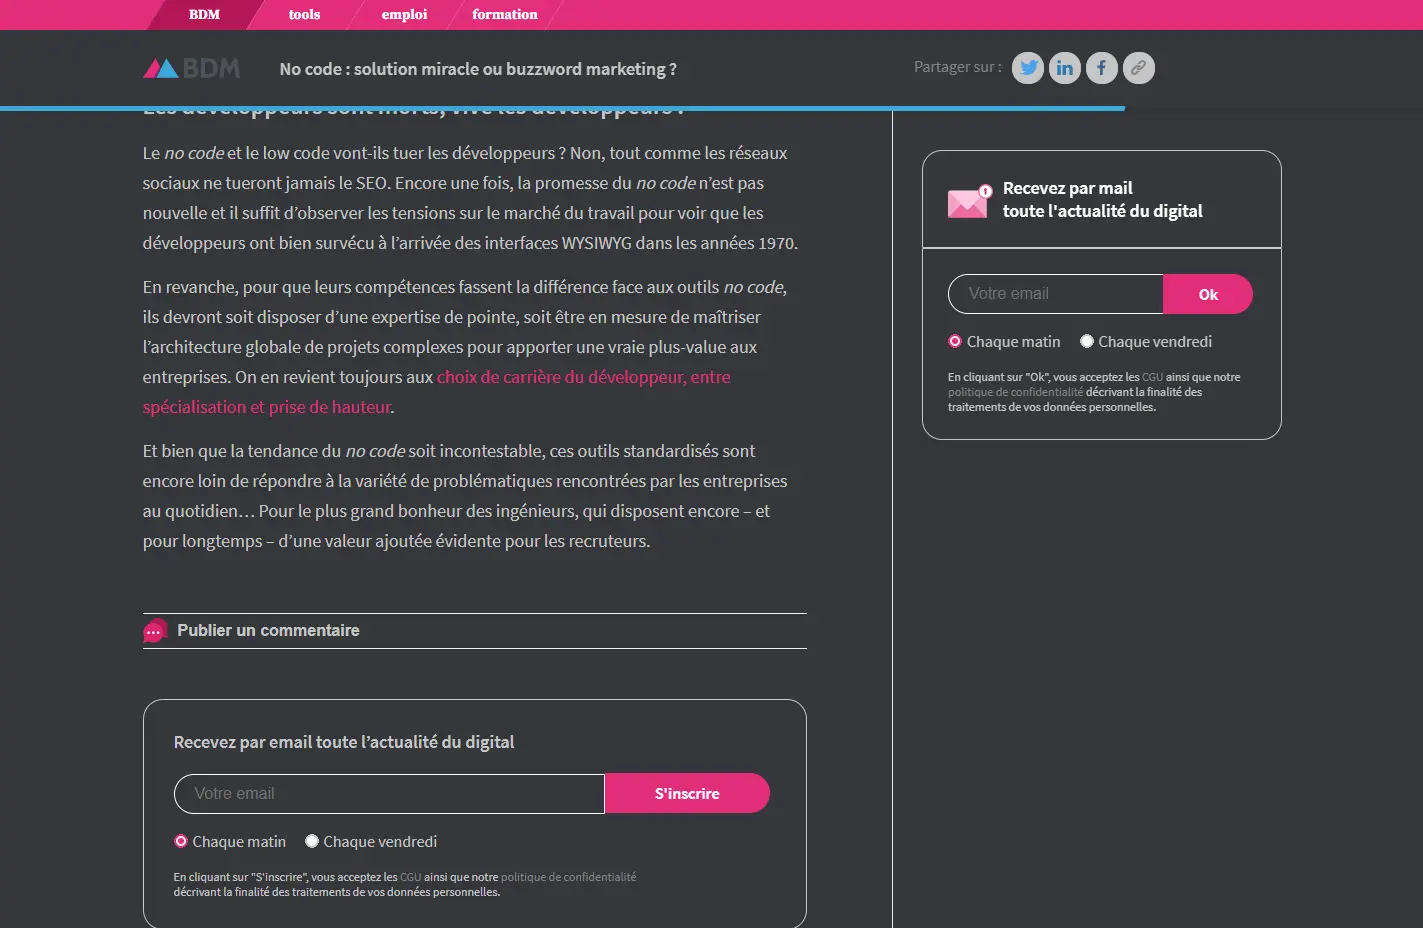 BDM
tools
emploi
formation
BDM
No code : solution miracle ou buzzword marketing ?
Partager sur :
Les développeurs sont morts, vive les développeurs !
Le no code et le low code vont-ils tuer les développeurs ? Non, tout comme les réseaux
sociaux ne tueront jamais le SEO. Encore une fois, la promesse du no code n’est pas
nouvelle et il suffit d’observer les tensions sur le marché du travail pour voir que les
développeurs ont bien survécu à l’arrivée des interfaces WYSIWYG dans les années 1970.
En revanche, pour que leurs compétences fassent la différence face aux outils no code,
ils devront soit disposer d’une expertise de pointe, soit être en mesure de maîtriser
l’architecture globale de projets complexes pour apporter une vraie plus-value aux
entreprises. On en revient toujours aux choix de carrière du développeur, entre
spécialisation et prise de hauteur.
Et bien que la tendance du no code soit incontestable, ces outils standardisés sont
encore loin de répondre à la variété de problématiques rencontrées par les entreprises
au quotidien… Pour le plus grand bonheur des ingénieurs, qui disposent encore – et
pour longtemps – d’une valeur ajoutée évidente pour les recruteurs.
Publier un commentaire
Recevez par email toute l’actualité du digital
Votre email
S'inscrire
Chaque matin
Chaque vendredi
En cliquant sur "S'inscrire", vous acceptez les CGU ainsi que notre politique de confidentialité
décrivant la finalité des traitements de vos données personnelles.
1
Recevez par mail
toute l'actualité du digital
Votre email
Ok
Chaque matin
Chaque vendredi
En cliquant sur "Ok", vous acceptez les CGU ainsi que notre
politique de confidentialité décrivant la finalité des
traitements de vos données personnelles.